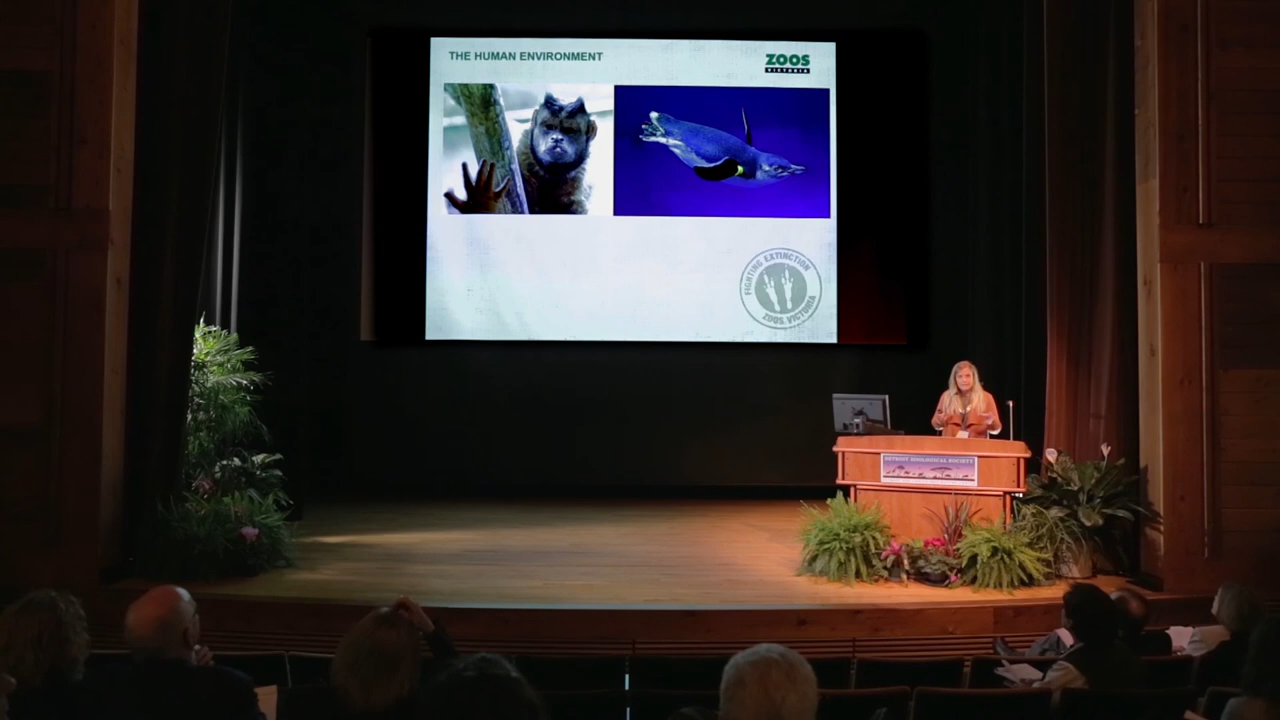 THE HUMAN ENVIRONMENT
ZOOS
VICTORIA
FIGHTING EXTINCTION
ZOOS VICTORIA
DETROIT ZOOLOGICAL SOCIETY